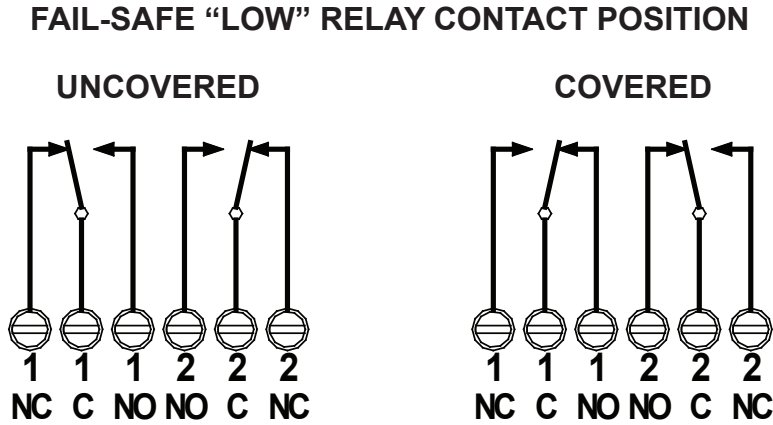 FAIL-SAFE “LOW” RELAY CONTACT POSITION
UNCOVERED COVERED
1 1 1 2 2 2 1 1 1 2 2 2
NC C NO NO C NC NC C NO NO C NC